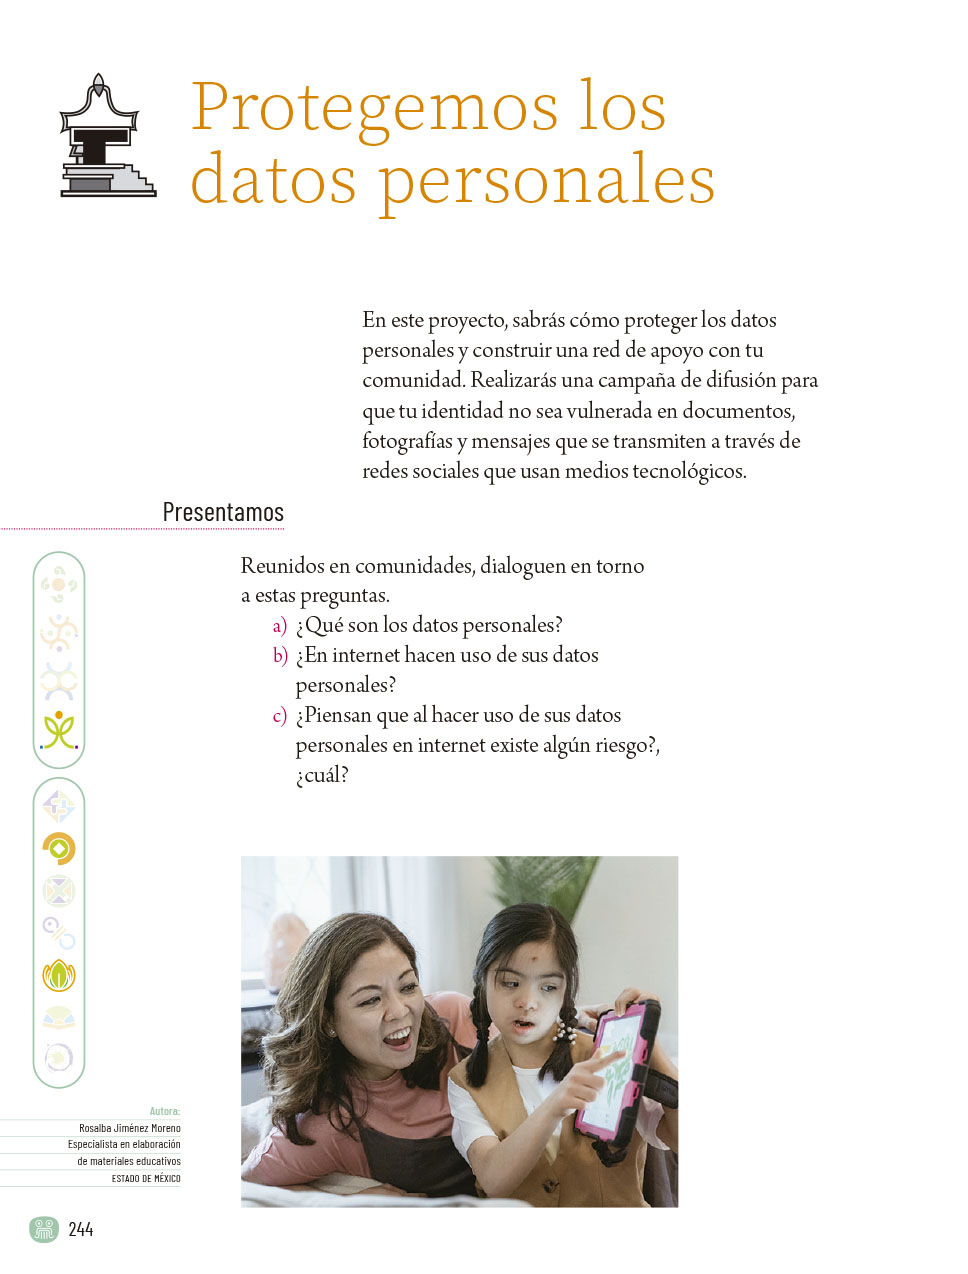 Protegemos los
datos personales
En este proyecto, sabrás cómo proteger los datos
personales y construir una red de apoyo con tu
comunidad. Realizarás una campaña de difusión para
que tu identidad no sea vulnerada en documentos,
fotografías y mensajes que se transmiten a través de
redes sociales que usan medios tecnológicos.
Presentamos
Reunidos en comunidades, dialoguen en torno
a estas preguntas.
a) ¿Qué son los datos personales?
b) ¿En internet hacen uso de sus datos
personales?
c) ¿Piensan que al hacer uso de sus datos
personales en internet existe algún riesgo?,
¿cuál?
Autora:
Rosalba Jiménez Moreno
Especialista en elaboración
de materiales educativos
ESTADO DE MÉXICO
244